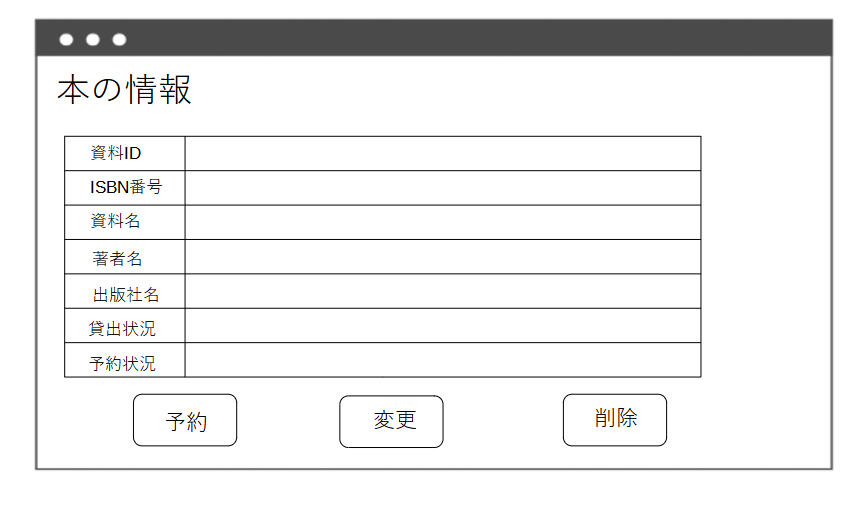 本の情報
資料ID
ISBN番号
資料名
著者名
出版社名
貸出状況
予約状況
予約
変更
削除